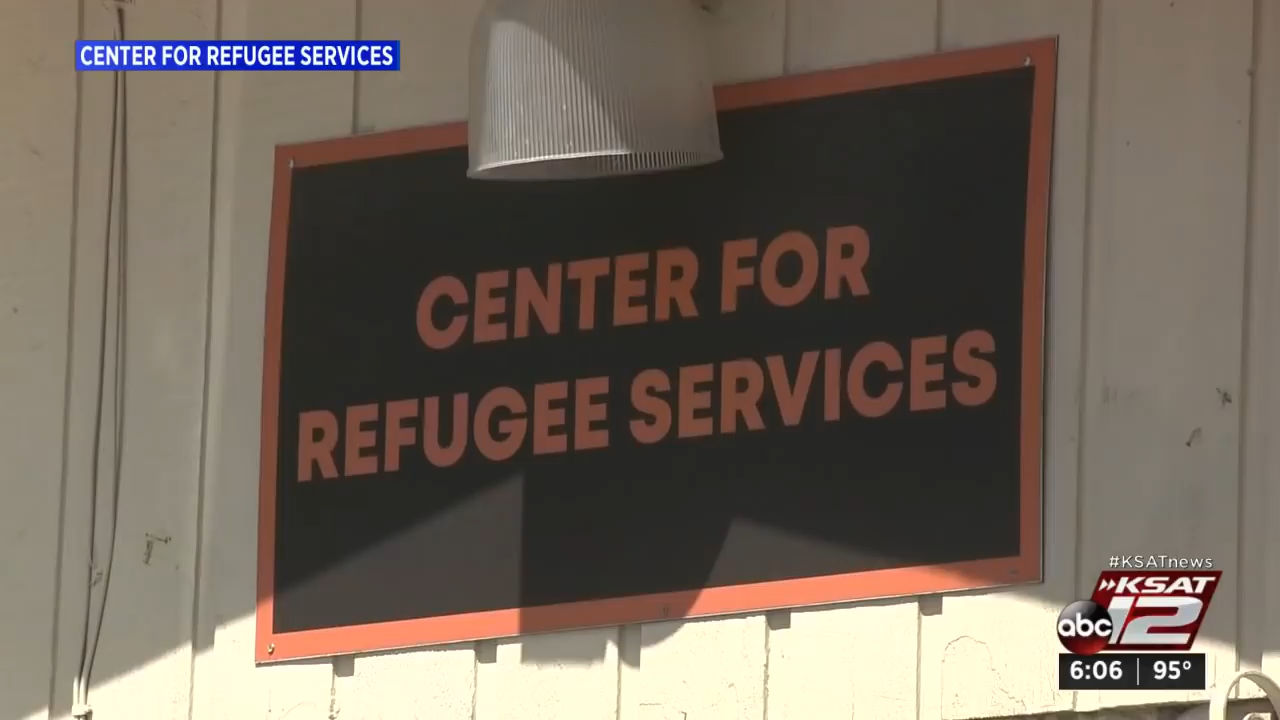 CENTER FOR REFUGEE SERVICES
CENTER FOR
REFUGEE SERVICES
#KSATnews
KSAT
abc 12
6:06 95°